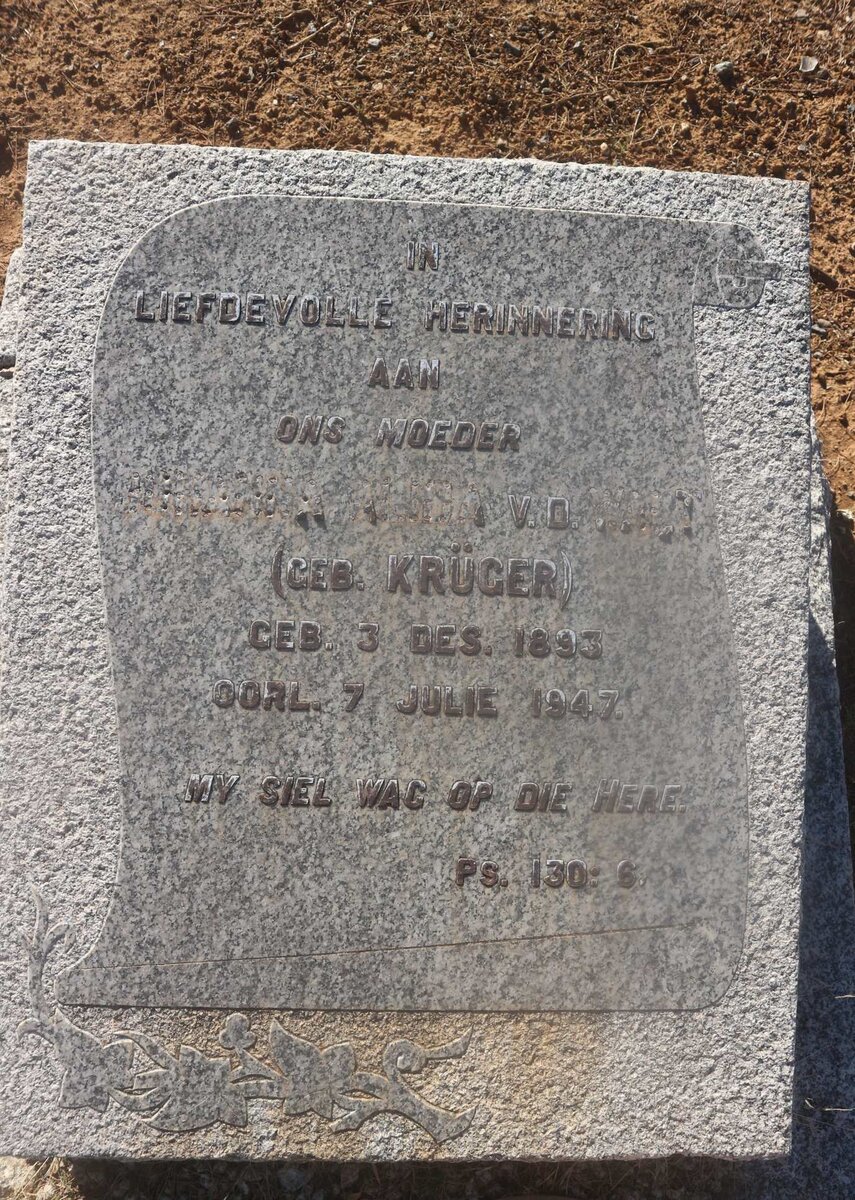 IN
LIEFDEVOLLE HERINNERING
AAN
ONS MOEDER
V.D.
(GEB. KRÜGER)
GEB. 3 DES. 1893
OORL. 7 JULIE 1947.
MY SIEL WAG OP DIE HERE.
PS. 130: 6.